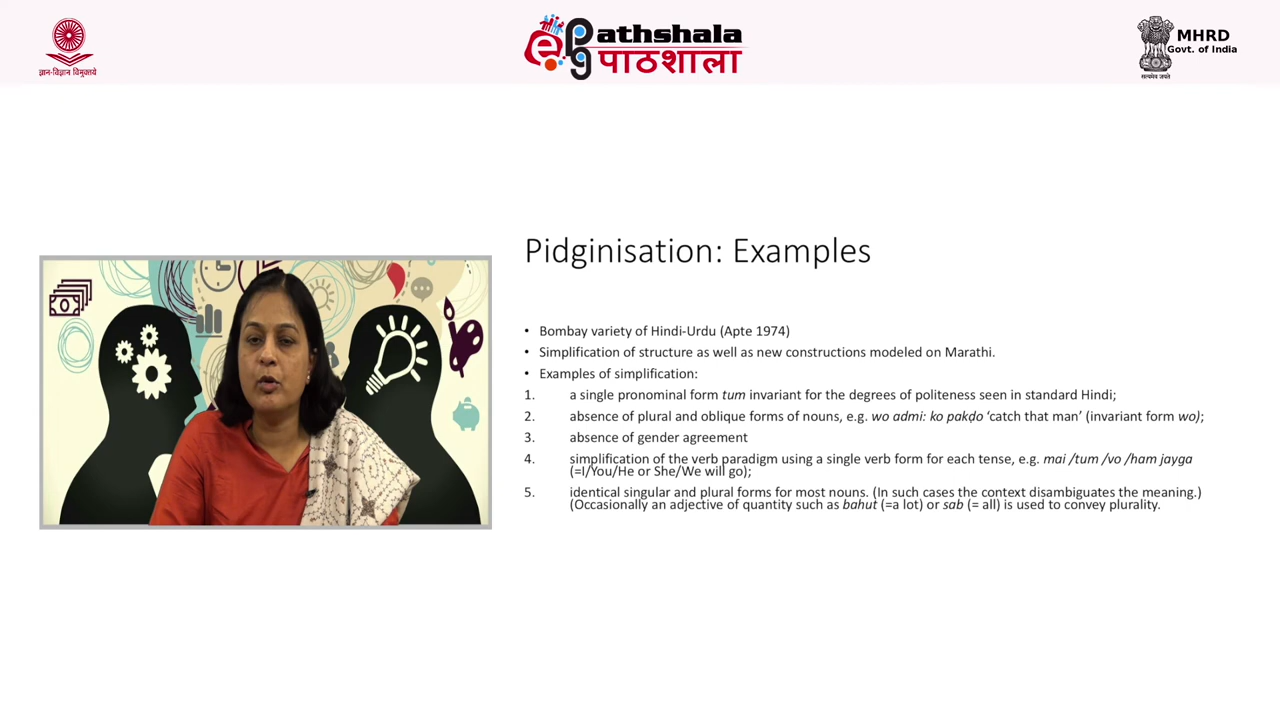 ज्ञान-विज्ञान विमुक्तये
e pg athshala
पाठशाला
सत्यमेव जयते
MHRD
Govt. of India
Pidginisation: Examples
• Bombay variety of Hindi-Urdu (Apte 1974)
• Simplification of structure as well as new constructions modeled on Marathi.
• Examples of simplification:
1. a single pronominal form tum invariant for the degrees of politeness seen in standard Hindi;
2. absence of plural and oblique forms of nouns, e.g. wo admi: ko pakḍo ‘catch that man’ (invariant form wo);
3. absence of gender agreement
4. simplification of the verb paradigm using a single verb form for each tense, e.g. mai /tum /vo /ham jayga
(=I/You/He or She/We will go);
5. identical singular and plural forms for most nouns. (In such cases the context disambiguates the meaning.)
(Occasionally an adjective of quantity such as bahut (=a lot) or sab (= all) is used to convey plurality.